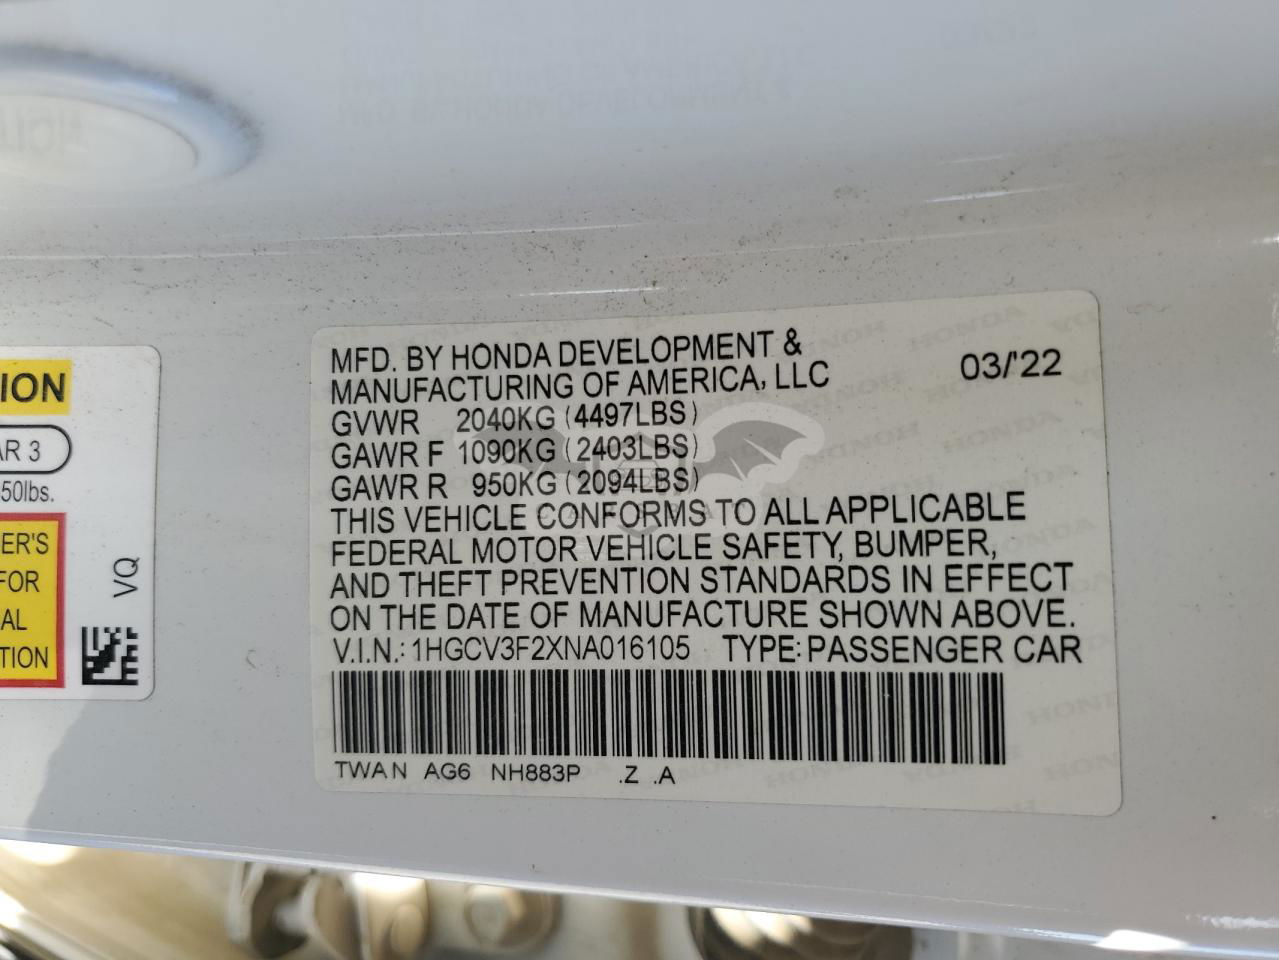 MFD. BY HONDA DEVELOPMENT &
MANUFACTURING OF AMERICA, LLC 03/'22
GVWR 2040KG (4497LBS)
GAWR F 1090KG (2403LBS)
GAWR R 950KG (2094LBS)
THIS VEHICLE CONFORMS TO ALL APPLICABLE
FEDERAL MOTOR VEHICLE SAFETY, BUMPER,
AND THEFT PREVENTION STANDARDS IN EFFECT
ON THE DATE OF MANUFACTURE SHOWN ABOVE.
V.I.N.: 1HGCV3F2XNA016105 TYPE: PASSENGER CAR
TWAN AG6 NH883P .Z .A
ION
AR 3
50lbs.
ER'S
FOR
AL
TION
VQ
HONDA